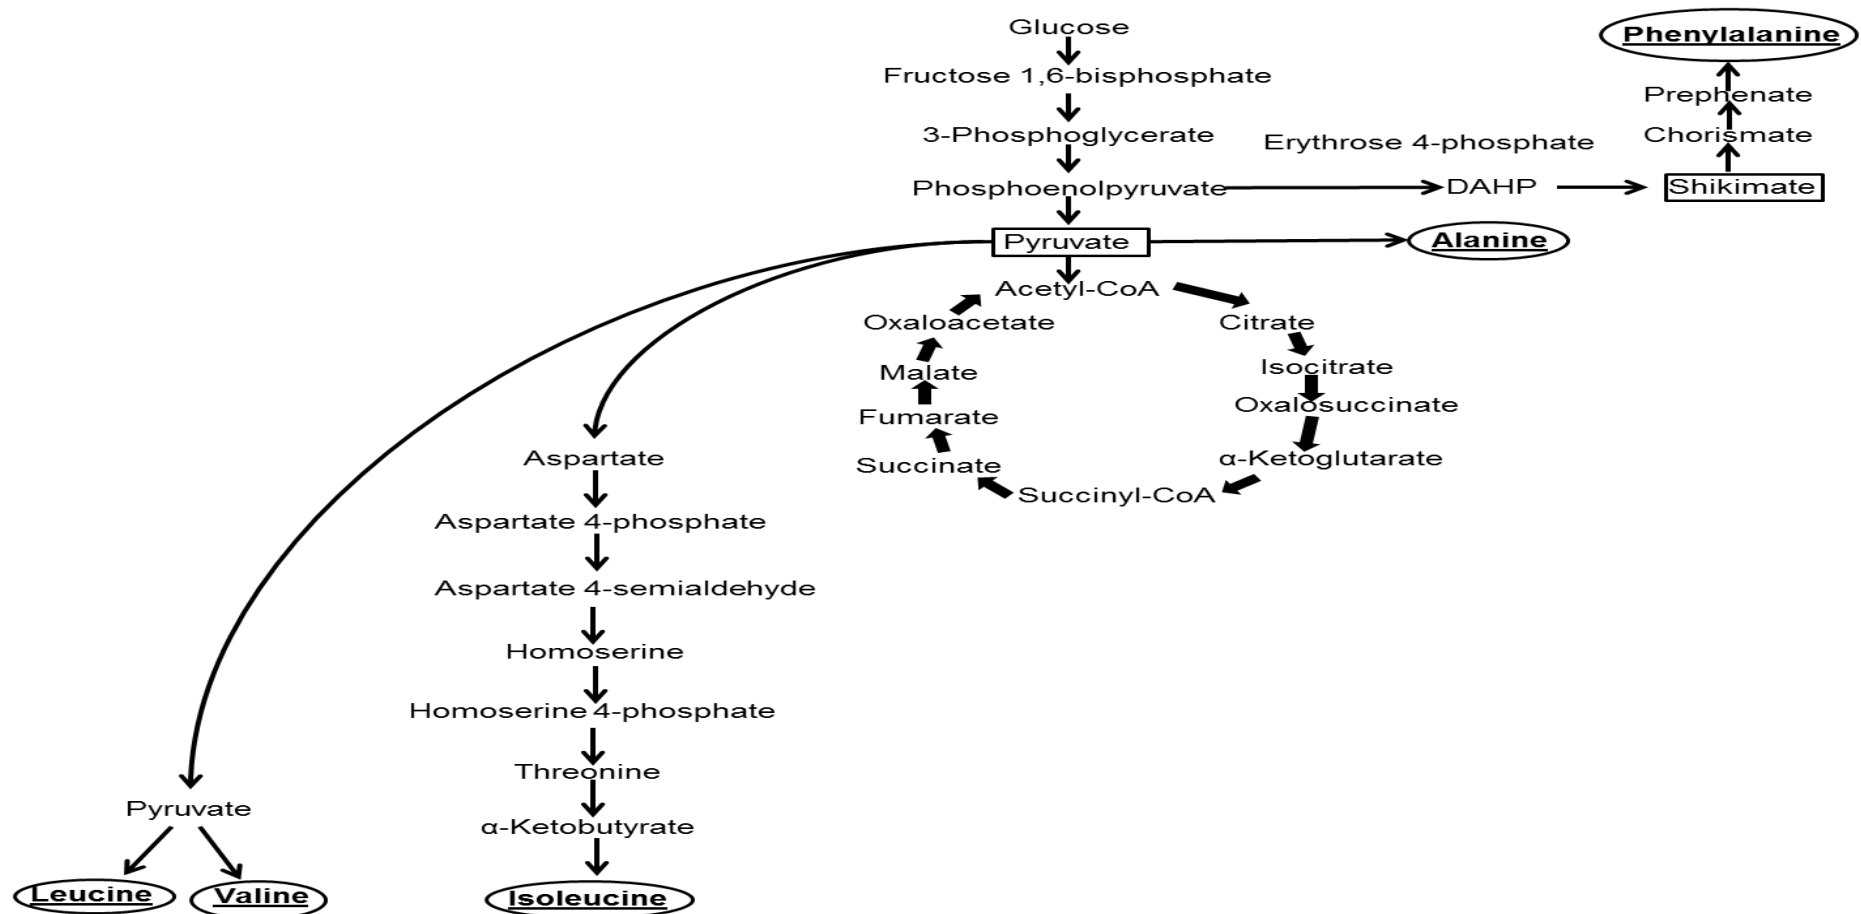 Glucose
Phenylalanine
Fructose 1,6-bisphosphate
Prephenate
3-Phosphoglycerate
Erythrose 4-phosphate
Chorismate
Phosphoenolpyruvate
DAHP
Shikimate
Pyruvate
Alanine
Acetyl-CoA
Oxaloacetate
Citrate
Malate
Isocitrate
Fumarate
Oxalosuccinate
Aspartate
Succinate
α-Ketoglutarate
Succinyl-CoA
Aspartate 4-phosphate
Aspartate 4-semialdehyde
Homoserine
Homoserine 4-phosphate
Threonine
Pyruvate
α-Ketobutyrate
Leucine
Valine
Isoleucine